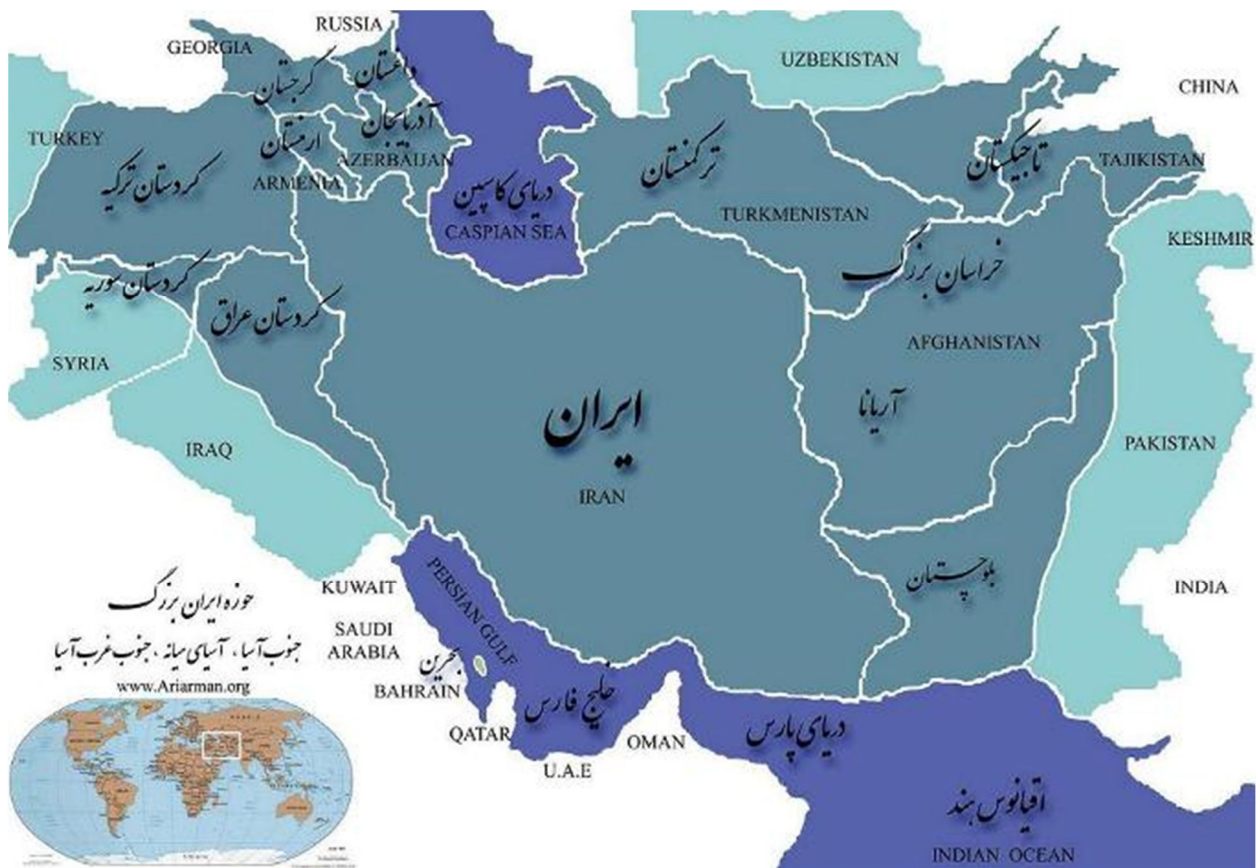 RUSSIA
GEORGIA
داغستان
گرجستان
UZBEKISTAN
CHINA
آذربایجان
TURKEY
ارمنستان
AZERBAIJAN
ARMENIA
کردستان ترکیه
دریای کاسپین
CASPIAN SEA
ترکمنستان
TURKMENISTAN
تاجیکستان
TAJIKISTAN
KESHMIR
خراسان بزرگ
کردستان سوریه
کردستان عراق
SYRIA
AFGHANISTAN
ایران
IRAN
آریانا
IRAQ
PAKISTAN
بلوچستان
INDIA
KUWAIT
PERSIAN GULF
SAUDI
ARABIA
بحرین
BAHRAIN
QATAR
خلیج فارس
U.A.E
OMAN
دریای پارس
اقیانوس هند
INDIAN OCEAN
حوزه ایران بزرگ
جنوب آسیا، آسیای میانه، جنوب غرب آسیا
www.Ariarman.org